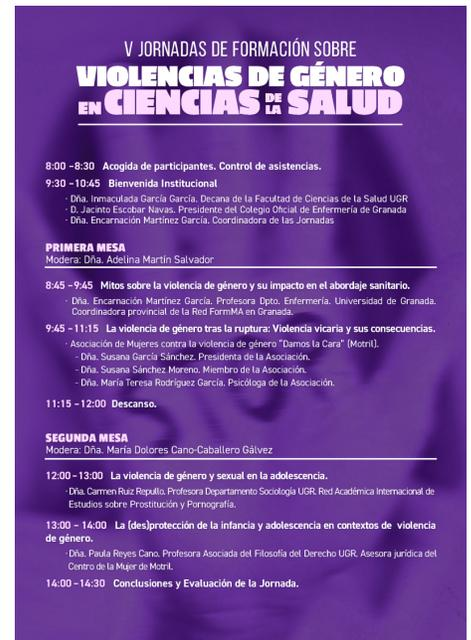 V JORNADAS DE FORMACIÓN SOBRE
VIOLENCIAS DE GÉNERO
EN CIENCIAS DE LA SALUD
8:00 –8:30 Acogida de participantes. Control de asistencias.
9:30 –10:45 Bienvenida Institucional
· Dña. Inmaculada García García. Decana de la Facultad de Ciencias de la Salud UGR
· D. Jacinto Escobar Navas. Presidente del Colegio Oficial de Enfermería de Granada
· Dña. Encarnación Martínez García. Coordinadora de las Jornadas
PRIMERA MESA
Modera: Dña. Adelina Martín Salvador
8:45 –9:45 Mitos sobre la violencia de género y su impacto en el abordaje sanitario.
· Dña. Encarnación Martínez García. Profesora Dpto. Enfermería. Universidad de Granada.
Coordinadora provincial de la Red FormMA en Granada.
9:45 –11:15 La violencia de género tras la ruptura: Violencia vicaria y sus consecuencias.
· Asociación de Mujeres contra la violencia de género "Damos la Cara" (Motril).
- Dña. Susana García Sánchez. Presidenta de la Asociación.
- Dña. Susana Sánchez Moreno. Miembro de la Asociación.
- Dña. María Teresa Rodríguez García. Psicóloga de la Asociación.
11:15 –12:00 Descanso.
SEGUNDA MESA
Modera: Dña. María Dolores Cano-Caballero Gálvez
12:00 –13:00 La violencia de género y sexual en la adolescencia.
· Dña. Carmen Ruiz Repullo. Profesora Departamento Sociología UGR. Red Académica Internacional de
Estudios sobre Prostitución y Pornografía.
13:00 – 14:00 La (des)protección de la infancia y adolescencia en contextos de violencia
de género.
· Dña. Paula Reyes Cano. Profesora Asociada del Filosofía del Derecho UGR. Asesora jurídica del
Centro de la Mujer de Motril.
14:00 –14:30 Conclusiones y Evaluación de la Jornada.